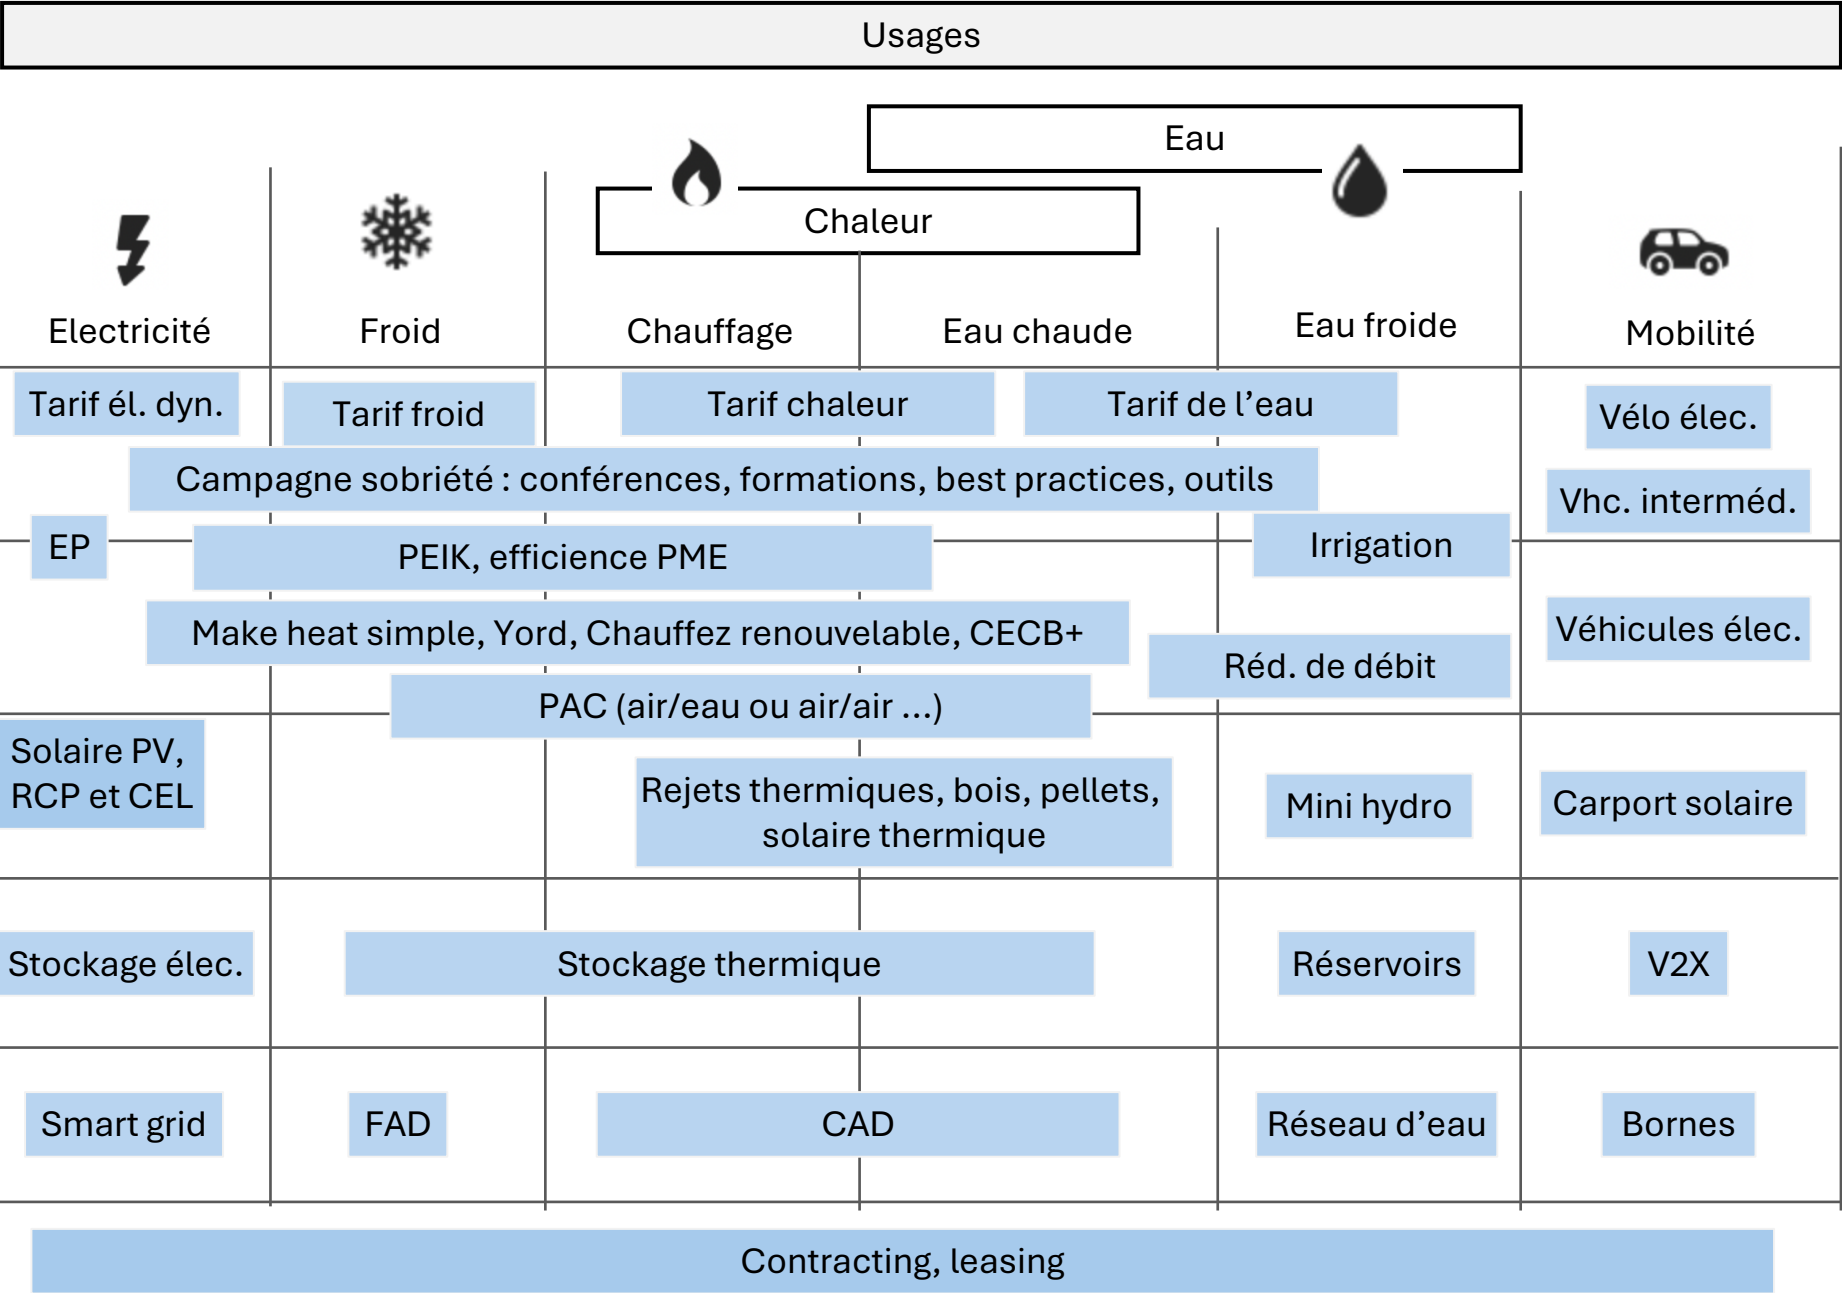 Usages
Eau
Chaleur
Electricité
Froid
Chauffage
Eau chaude
Eau froide
Mobilité
Tarif él. dyn.
Tarif froid
Tarif chaleur
Tarif de l’eau
Vélo élec.
Campagne sobriété : conférences, formations, best practices, outils
Vhc. interméd.
EP
PEIK, efficience PME
Irrigation
Make heat simple, Yord, Chauffez renouvelable, CECB+
Véhicules élec.
Réd. de débit
PAC (air/eau ou air/air ...)
Solaire PV,
RCP et CEL
Rejets thermiques, bois, pellets,
solaire thermique
Mini hydro
Carport solaire
Stockage élec.
Stockage thermique
Réservoirs
V2X
Smart grid
FAD
CAD
Réseau d’eau
Bornes
Contracting, leasing